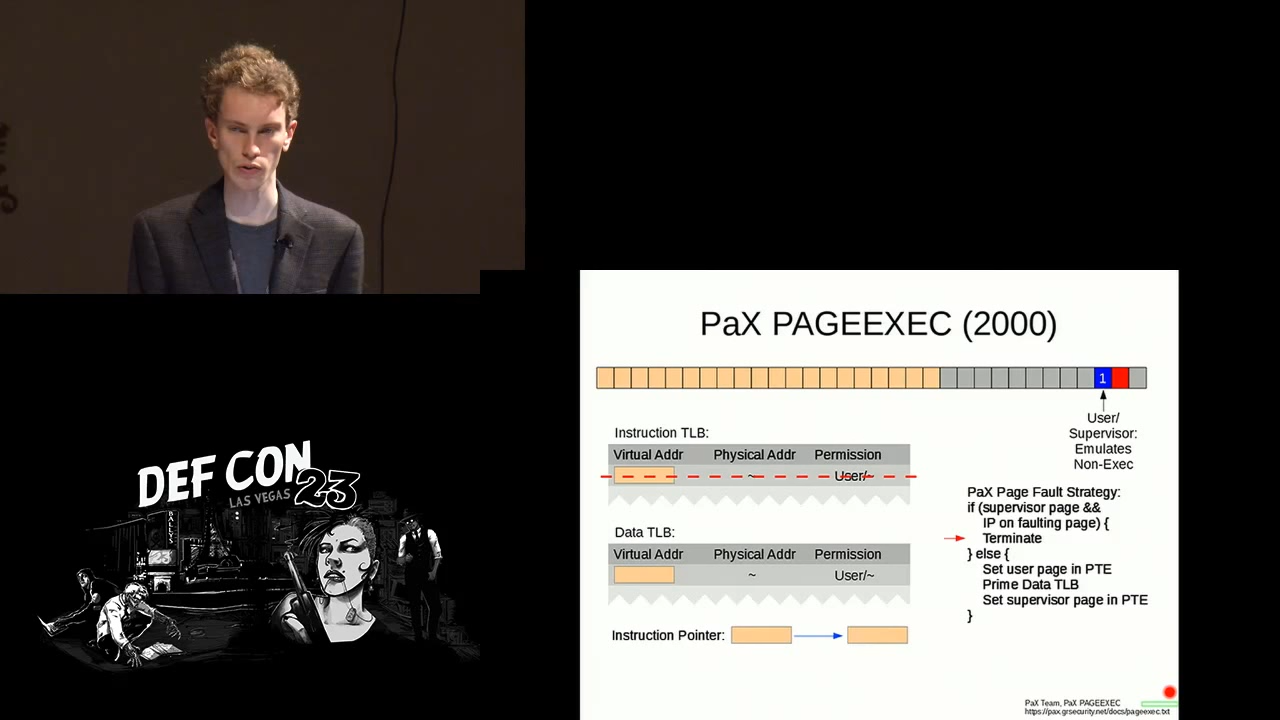 PaX PAGEEXEC (2000)
1
User/
Supervisor:
Emulates
Non-Exec
Instruction TLB:
Virtual Addr Physical Addr Permission
~ User/~
Data TLB:
Virtual Addr Physical Addr Permission
~ User/~
Instruction Pointer:
PaX Page Fault Strategy:
if (supervisor page &&
IP on faulting page) {
Terminate
} else {
Set user page in PTE
Prime Data TLB
Set supervisor page in PTE
}
PaX Team, PaX PAGEEXEC
https://pax.grsecurity.net/docs/pageexec.txt
DEF CON
LAS VEGAS 23
BALLYS